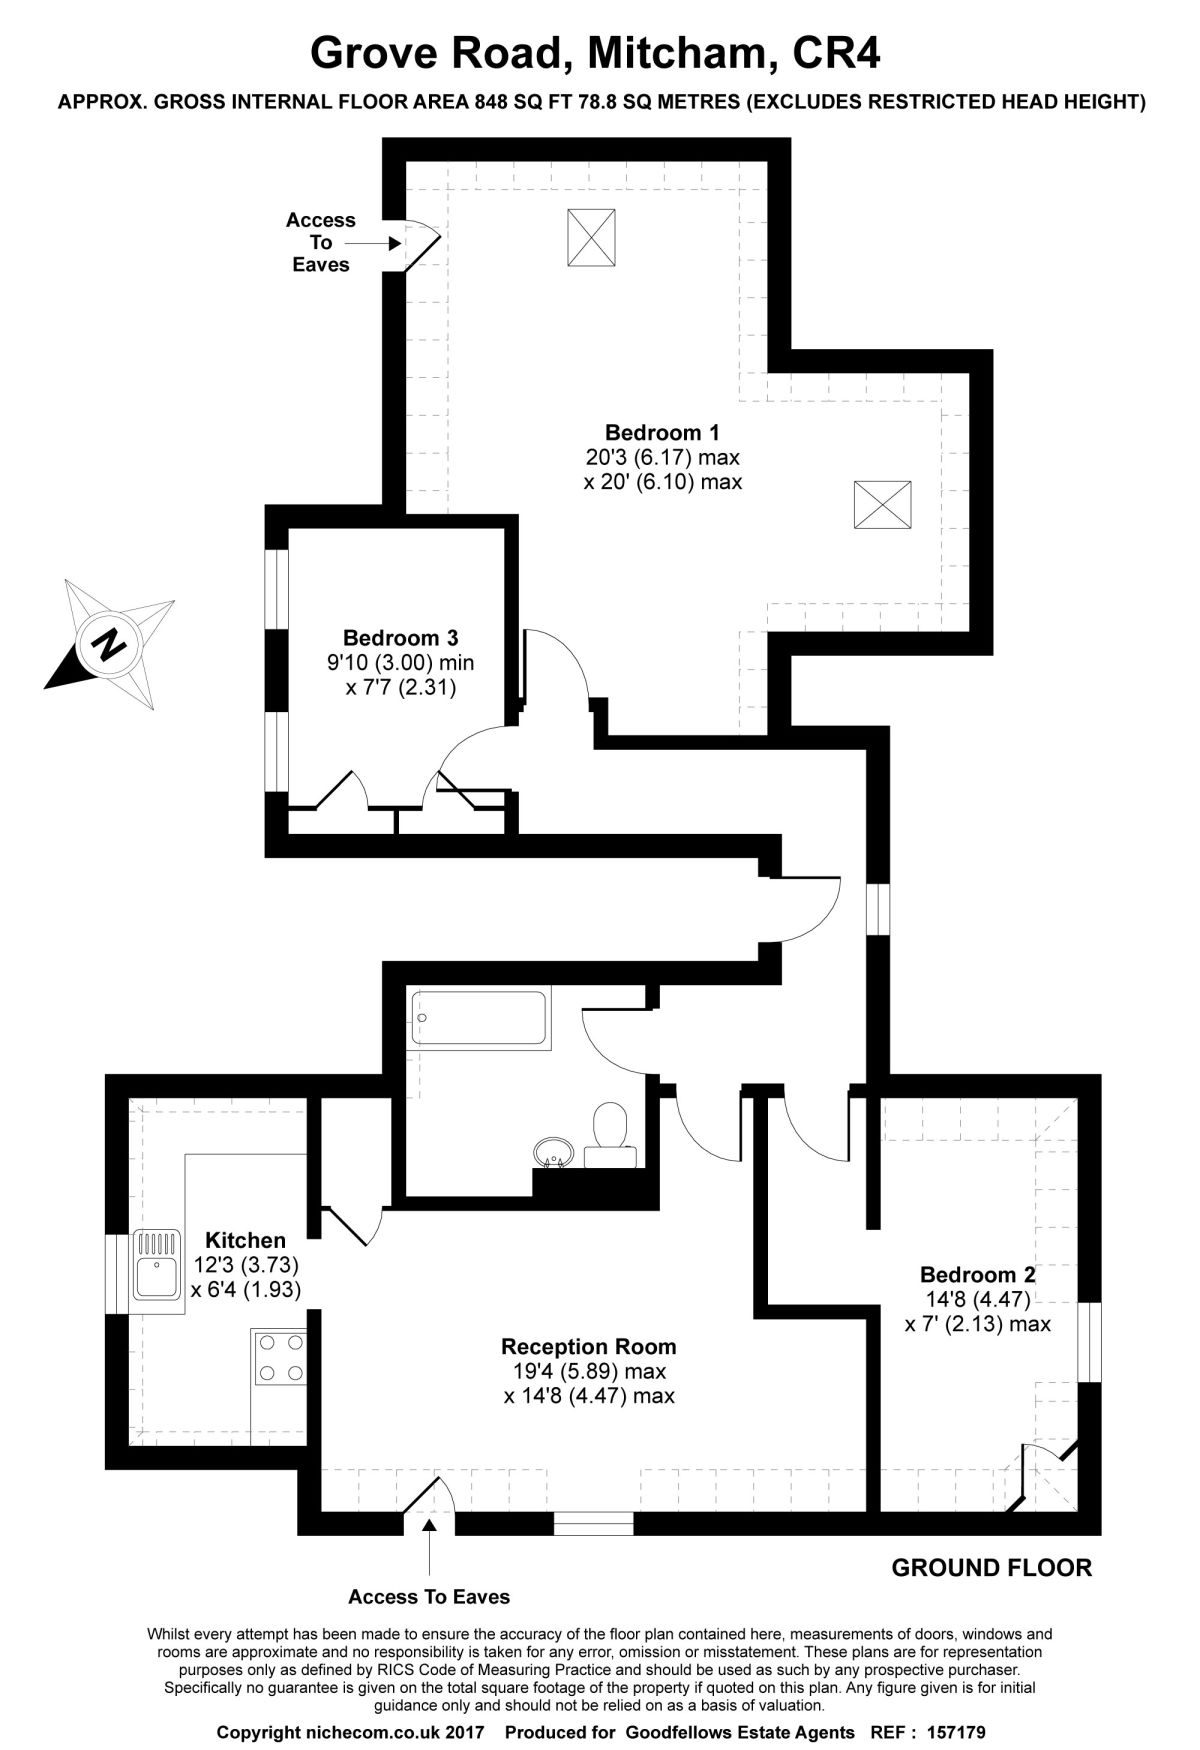 Grove Road, Mitcham, CR4
APPROX. GROSS INTERNAL FLOOR AREA 848 SQ FT 78.8 SQ METRES (EXCLUDES RESTRICTED HEAD HEIGHT)
Access
To
Eaves
Bedroom 1
20'3 (6.17) max
x 20' (6.10) max
N
Bedroom 3
9'10 (3.00) min
x 7'7 (2.31)
Kitchen
12'3 (3.73)
x 6'4 (1.93)
Bedroom 2
14'8 (4.47)
x 7' (2.13) max
Reception Room
19'4 (5.89) max
x 14'8 (4.47) max
GROUND FLOOR
Access To Eaves
Whilst every attempt has been made to ensure the accuracy of the floor plan contained here, measurements of doors, windows and
rooms are approximate and no responsibility is taken for any error, omission or misstatement. These plans are for representation
purposes only as defined by RICS Code of Measuring Practice and should be used as such by any prospective purchaser.
Specifically no guarantee is given on the total square footage of the property if quoted on this plan. Any figure given is for initial
guidance only and should not be relied on as a basis of valuation.
Copyright nichecom.co.uk 2017 Produced for Goodfellows Estate Agents REF : 157179